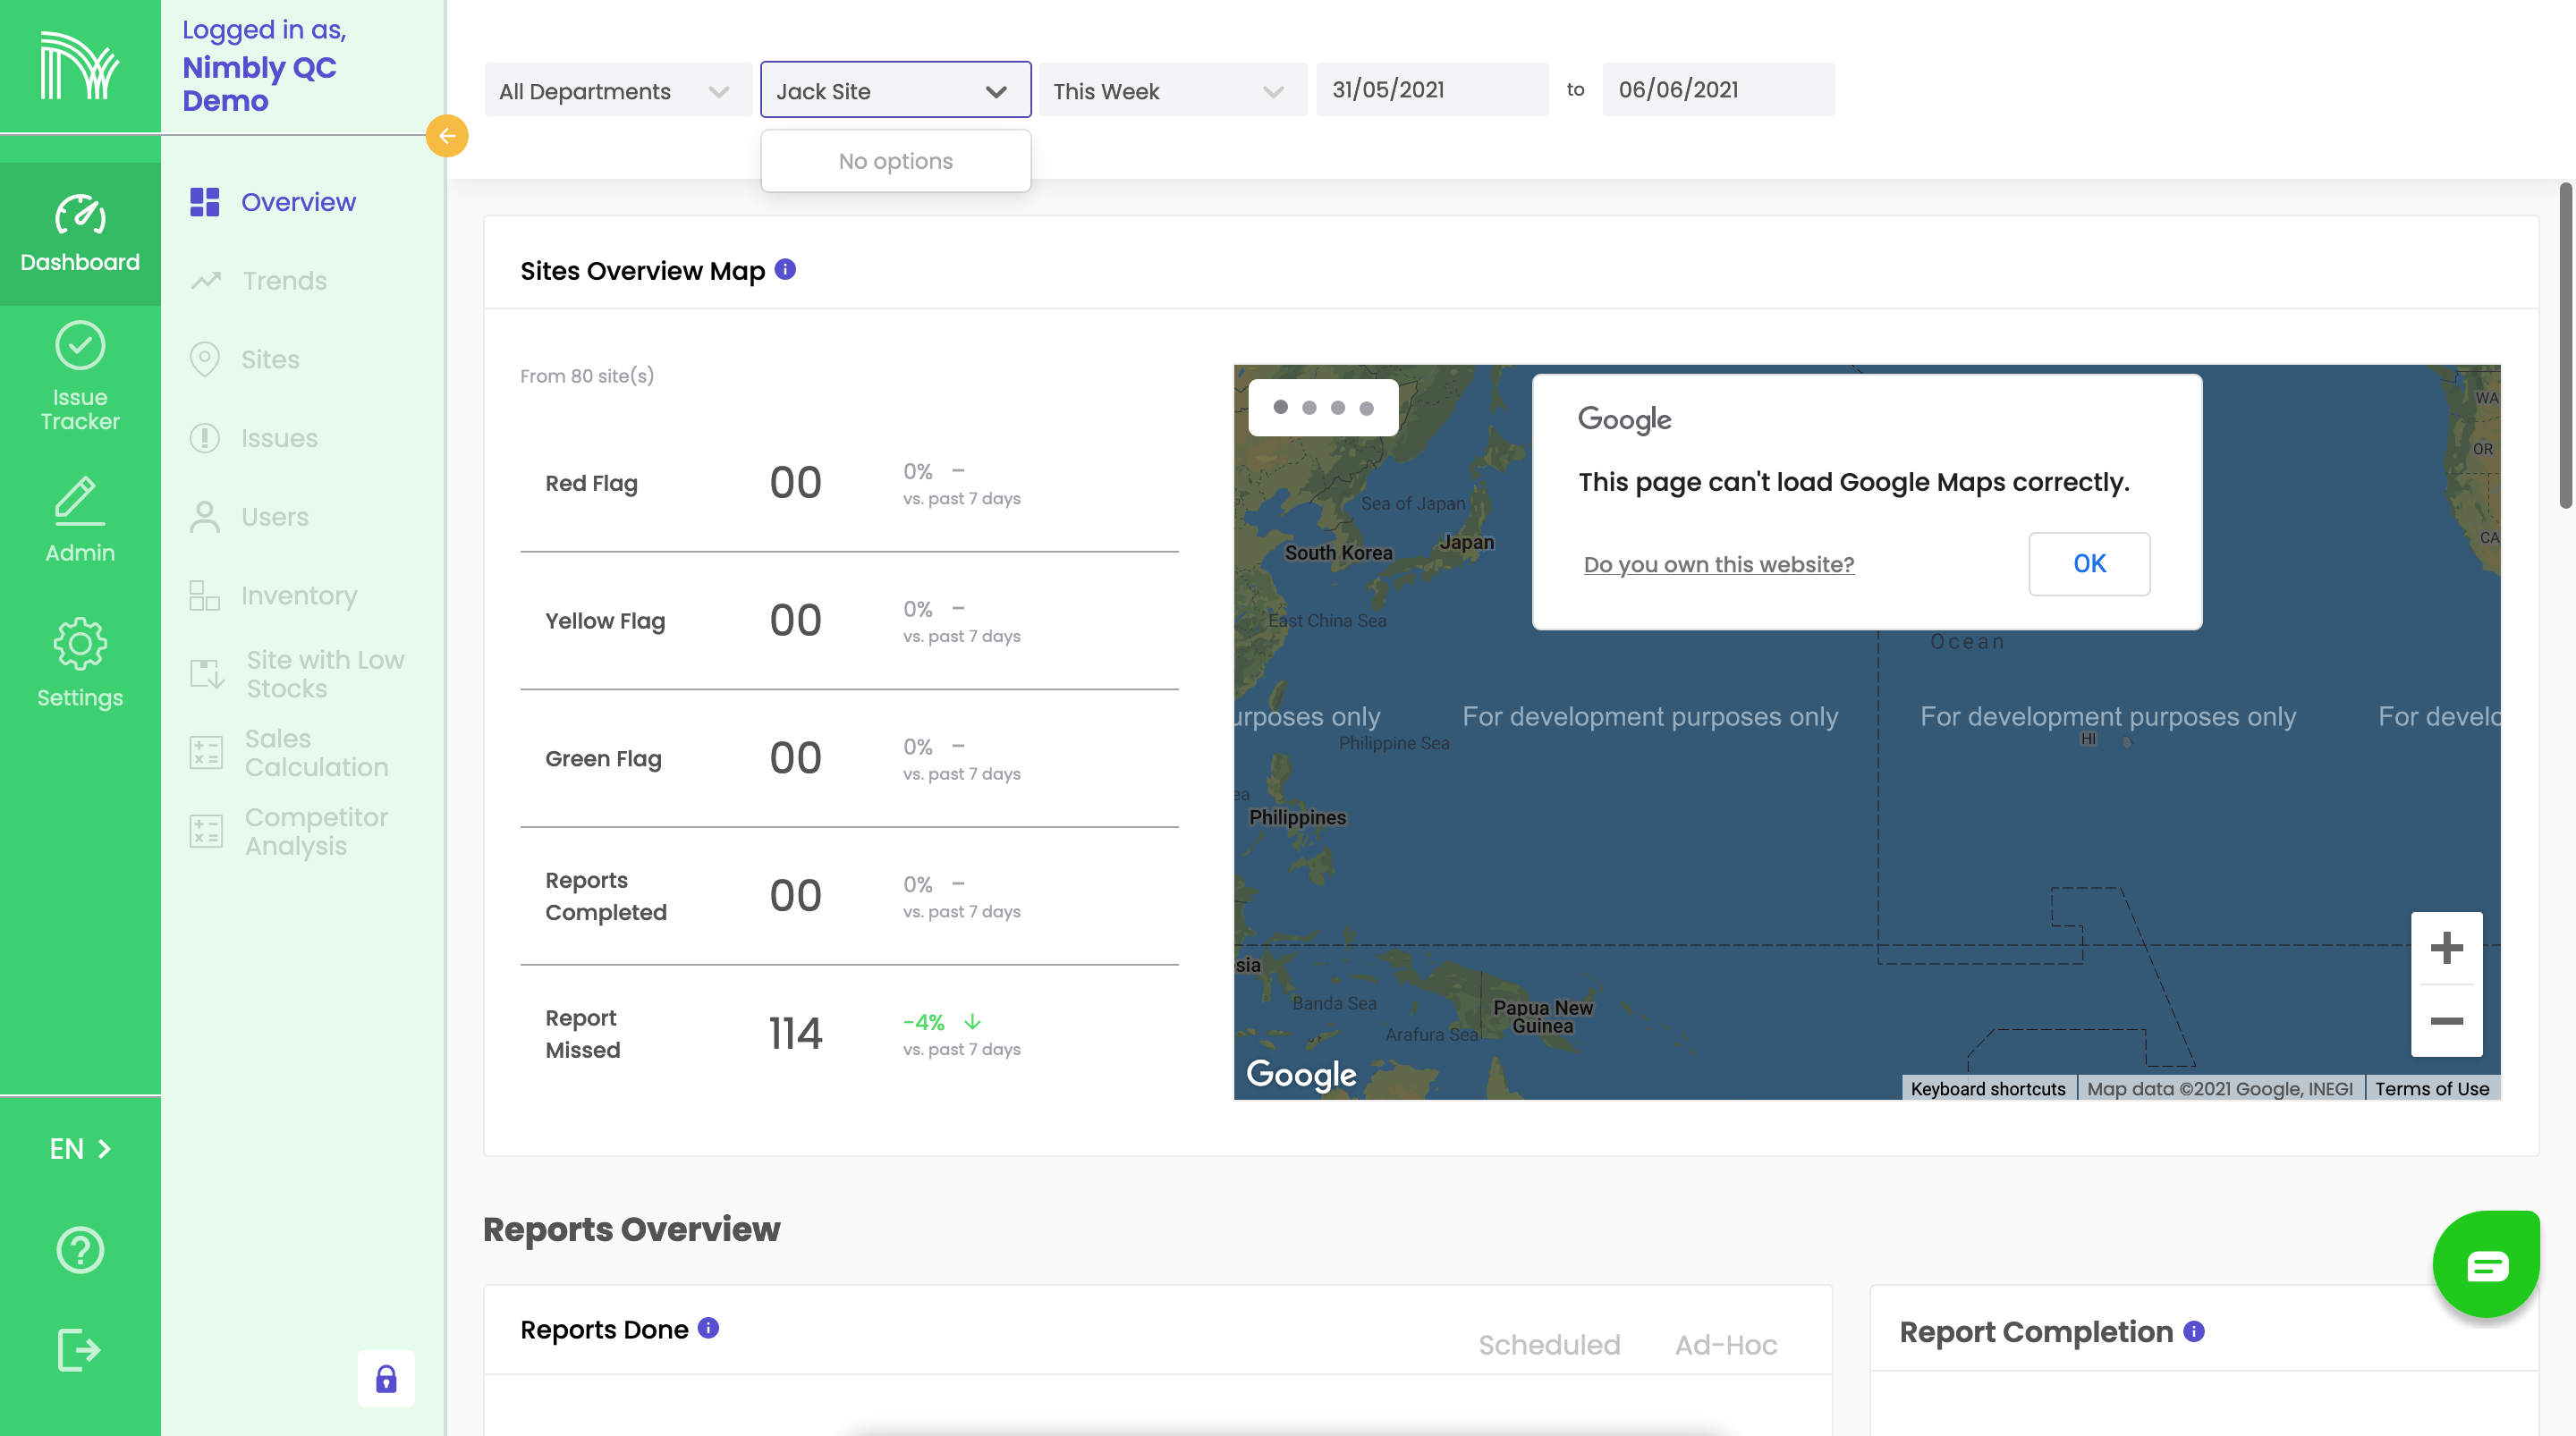 Logged in as,
Nimbly QC
Demo
Dashboard
Issue
Tracker
Admin
Settings
EN
Overview
Trends
Sites
Issues
Users
Inventory
Site with Low
Stocks
Sales
Calculation
Competitor
Analysis
All Departments
Jack Site
This Week
31/05/2021
to
06/06/2021
No options
Sites Overview Map
From 80 site(s)
Red Flag
00
0% –
vs. past 7 days
Yellow Flag
00
0% –
vs. past 7 days
Green Flag
00
0% –
vs. past 7 days
Reports
Completed
00
0% –
vs. past 7 days
Report
Missed
114
-4%
vs. past 7 days
Google
This page can't load Google Maps correctly.
Do you own this website?
OK
WA
OR
CA
Sea of Japan
South Korea
Japan
East China Sea
Ocean
urposes only
For development purposes only
For development purposes only
For develo
HI
Philippine Sea
ea
Philippines
sia
Banda Sea
Papua New
Guinea
Arafura Sea
Google
Keyboard shortcuts
Map data ©2021 Google, INEGI
Terms of Use
Reports Overview
Reports Done
Scheduled
Ad-Hoc
Report Completion